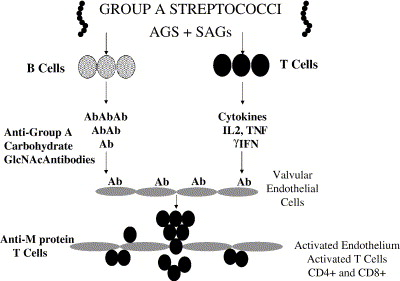 GROUP A STREPTOCOCCI
AGS + SAGs
B Cells
T Cells
AbAbAb
AbAb
Ab
Anti-Group A
Carbohydrate
GlcNAcAntibodies
Cytokines
IL2, TNF
γIFN
Ab Ab Ab Ab
Valvular
Endothelial
Cells
Anti-M protein
T Cells
Activated Endothelium
Activated T Cells
CD4+ and CD8+